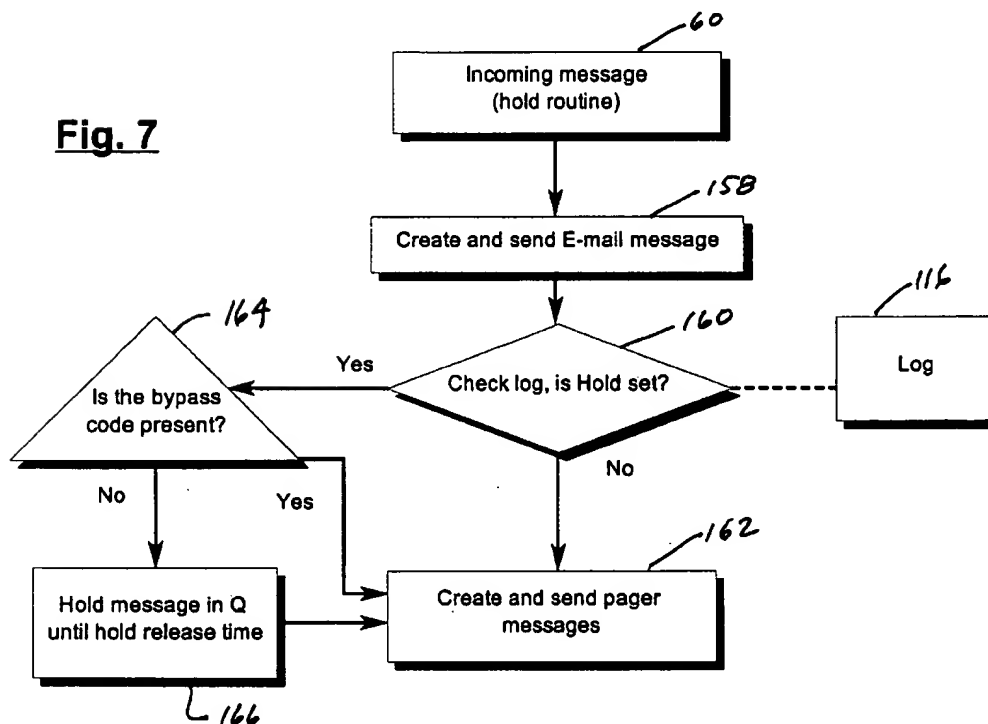 Fig. 7
60
Incoming message
(hold routine)
158
Create and send E-mail message
116
Log
160
Check log, is Hold set?
Yes
No
164
Is the bypass
code present?
No
Yes
162
Create and send pager
messages
Hold message in Q
until hold release time
166